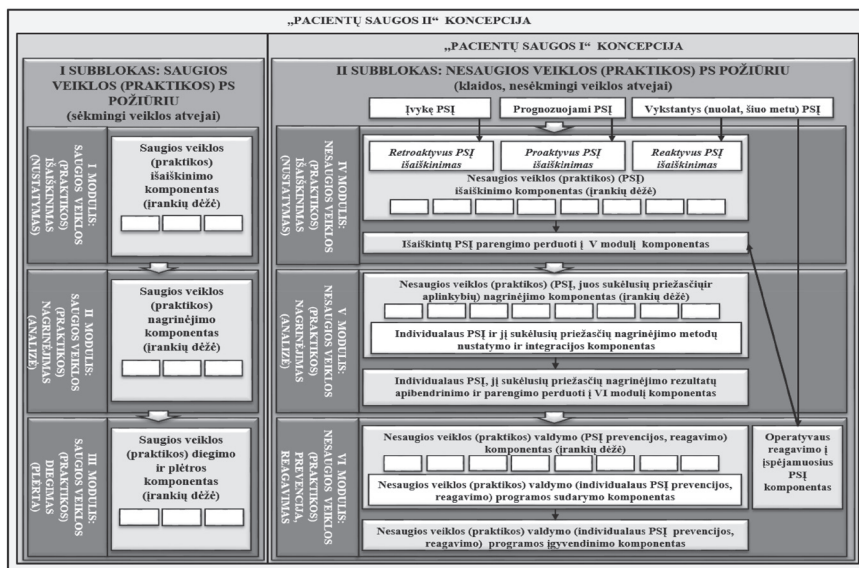 „PACIENTŲ SAUGOS II“ KONCEPCIJA
„PACIENTŲ SAUGOS I“ KONCEPCIJA
I SUBBLOKAS: SAUGIOS
VEIKLOS (PRAKTIKOS) PS
POŽIŪRIU
(sėkmingi veiklos atvejai)
I MODULIS:
SAUGIOS VEIKLOS
(PRAKTIKOS)
IŠAIŠKINIMAS
(NUSTATYMAS)
Saugios veiklos
(praktikos)
išaiškinimo
komponentas
(įrankių dėžė)
II MODULIS:
SAUGIOS VEIKLOS
(PRAKTIKOS)
NAGRINĖJIMAS
(ANALIZĖ)
Saugios veiklos
(praktikos)
nagrinėjimo
komponentas
(įrankių dėžė)
III MODULIS:
SAUGIOS VEIKLOS
(PRAKTIKOS)
DIEGIMAS
(PLĖRTA)
Saugios veiklos
(praktikos) diegimo
ir plėtros
komponentas
(įrankių dėžė)
II SUBBLOKAS: NESAUGIOS VEIKLOS (PRAKTIKOS) PS POŽIŪRIU
(klaidos, nesėkmingi veiklos atvejai)
Įvykę PSĮ
Prognozuojami PSĮ
Vykstantys (nuolat, šiuo metu) PSĮ
IV MODULIS:
NESAUGIOS VEIKLOS
(PRAKTIKOS)
IŠAIŠKINIMAS
(NUSTATYMAS)
Retroaktyvus PSĮ
išaiškinimas
Proaktyvus PSĮ
išaiškinimas
Reaktyvus PSĮ
išaiškinimas
Nesaugios veiklos (praktikos) (PSĮ)
išaiškinimo komponentas (įrankių dėžė)
Išaiškintų PSĮ parengimo perduoti į V modulį komponentas
V MODULIS:
NESAUGIOS VEIKLOS
(PRAKTIKOS)
NAGRINĖJIMAS
(ANALIZĖ)
Nesaugios veiklos (praktikos) (PSĮ, juos sukėlusių priežasčiųir
aplinkybių) nagrinėjimo komponentas (įrankių dėžė)
Individualaus PSĮ ir jį sukėlusių priežasčių nagrinėjimo metodų
nustatymo ir integracijos komponentas
Individualaus PSĮ, jį sukėlusių priežasčių nagrinėjimo rezultatų
apibendrinimo ir parengimo perduoti į VI modulį komponentas
VI MODULIS:
NESAUGIOS VEIKLOS
(PRAKTIKOS)
PREVENCIJA,
REAGAVIMAS
Nesaugios veiklos (praktikos) valdymo (PSĮ prevencijos, reagavimo)
komponentas (įrankių dėžė)
Nesaugios veiklos (praktikos) valdymo (individualaus PSĮ prevencijos,
reagavimo) programos sudarymo komponentas
Nesaugios veiklos (praktikos) valdymo (individualaus PSĮ prevencijos,
reagavimo) programos įgyvendinimo komponentas
Operatyvaus
reagavimo į
įspėjamuosius
PSĮ
komponentas